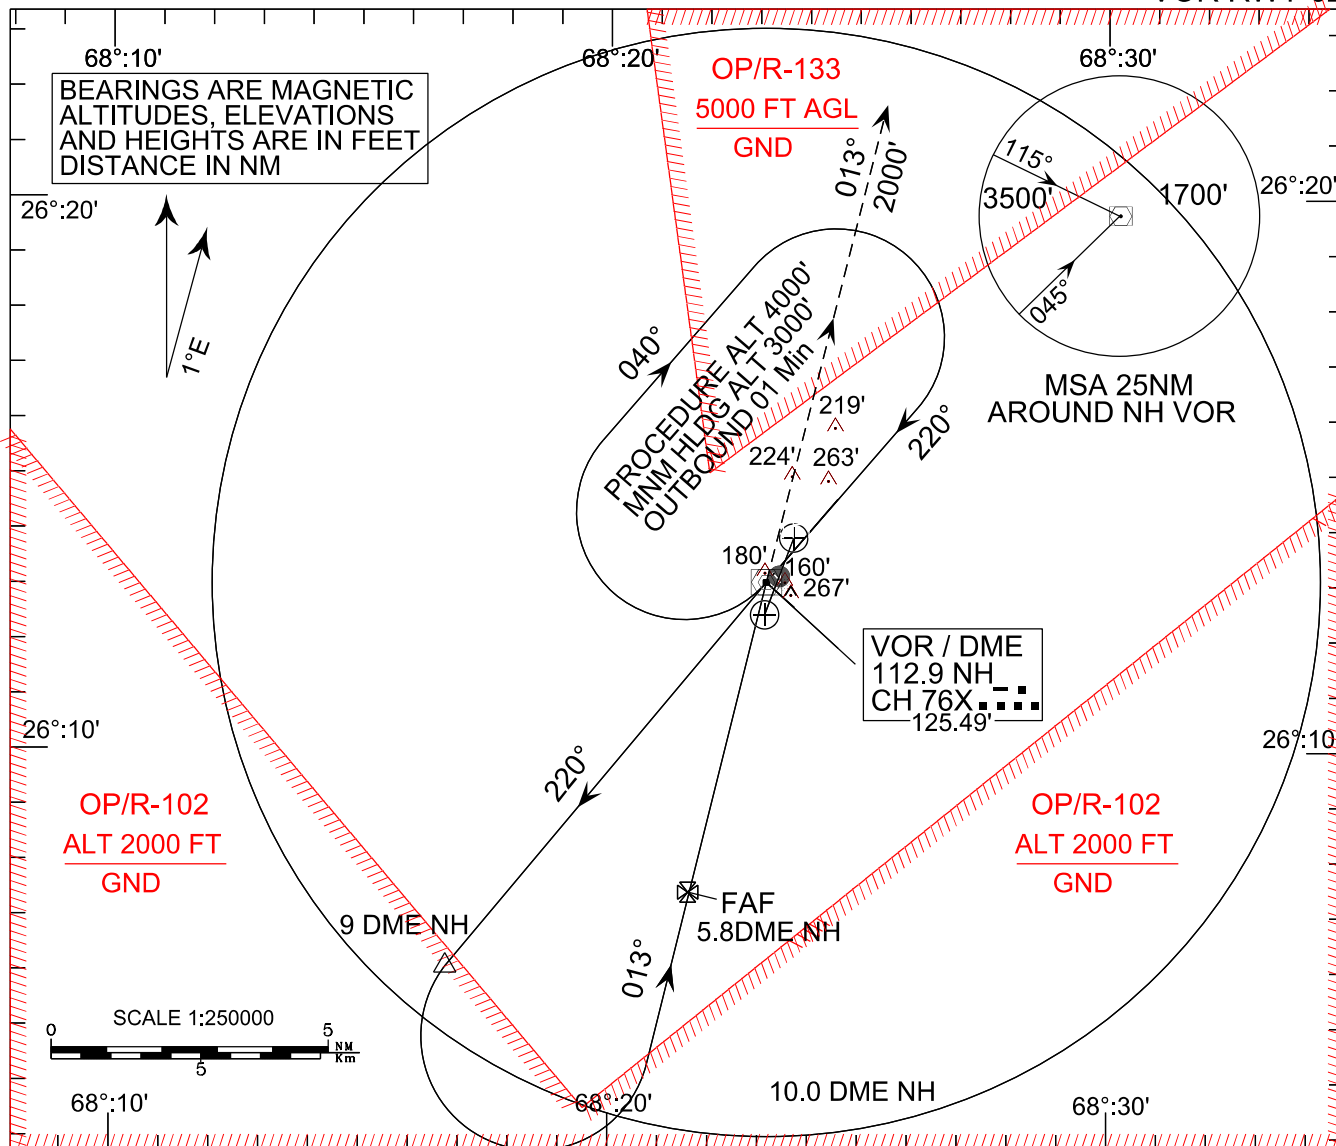 68°:10'
68°:20'
68°:30'
BEARINGS ARE MAGNETIC
ALTITUDES, ELEVATIONS
AND HEIGHTS ARE IN FEET
DISTANCE IN NM
OP/R-133
5000 FT AGL
GND
013°
2000'
115°
3500'
1700'
045°
26°:20'
26°:20'
1°E
MSA 25NM
AROUND NH VOR
040°
PROCEDURE ALT 4000'
MNM HLDG ALT 3000'
OUTBOUND 01 Min
220°
219'
224'
263'
180'
160'
267'
VOR / DME
112.9 NH
CH 76X
125.49'
26°:10'
26°:10'
220°
OP/R-102
ALT 2000 FT
GND
OP/R-102
ALT 2000 FT
GND
9 DME NH
FAF
5.8DME NH
013°
SCALE 1:250000
0
5
NM
Km
5
10.0 DME NH
68°:10'
68°:20'
68°:30'